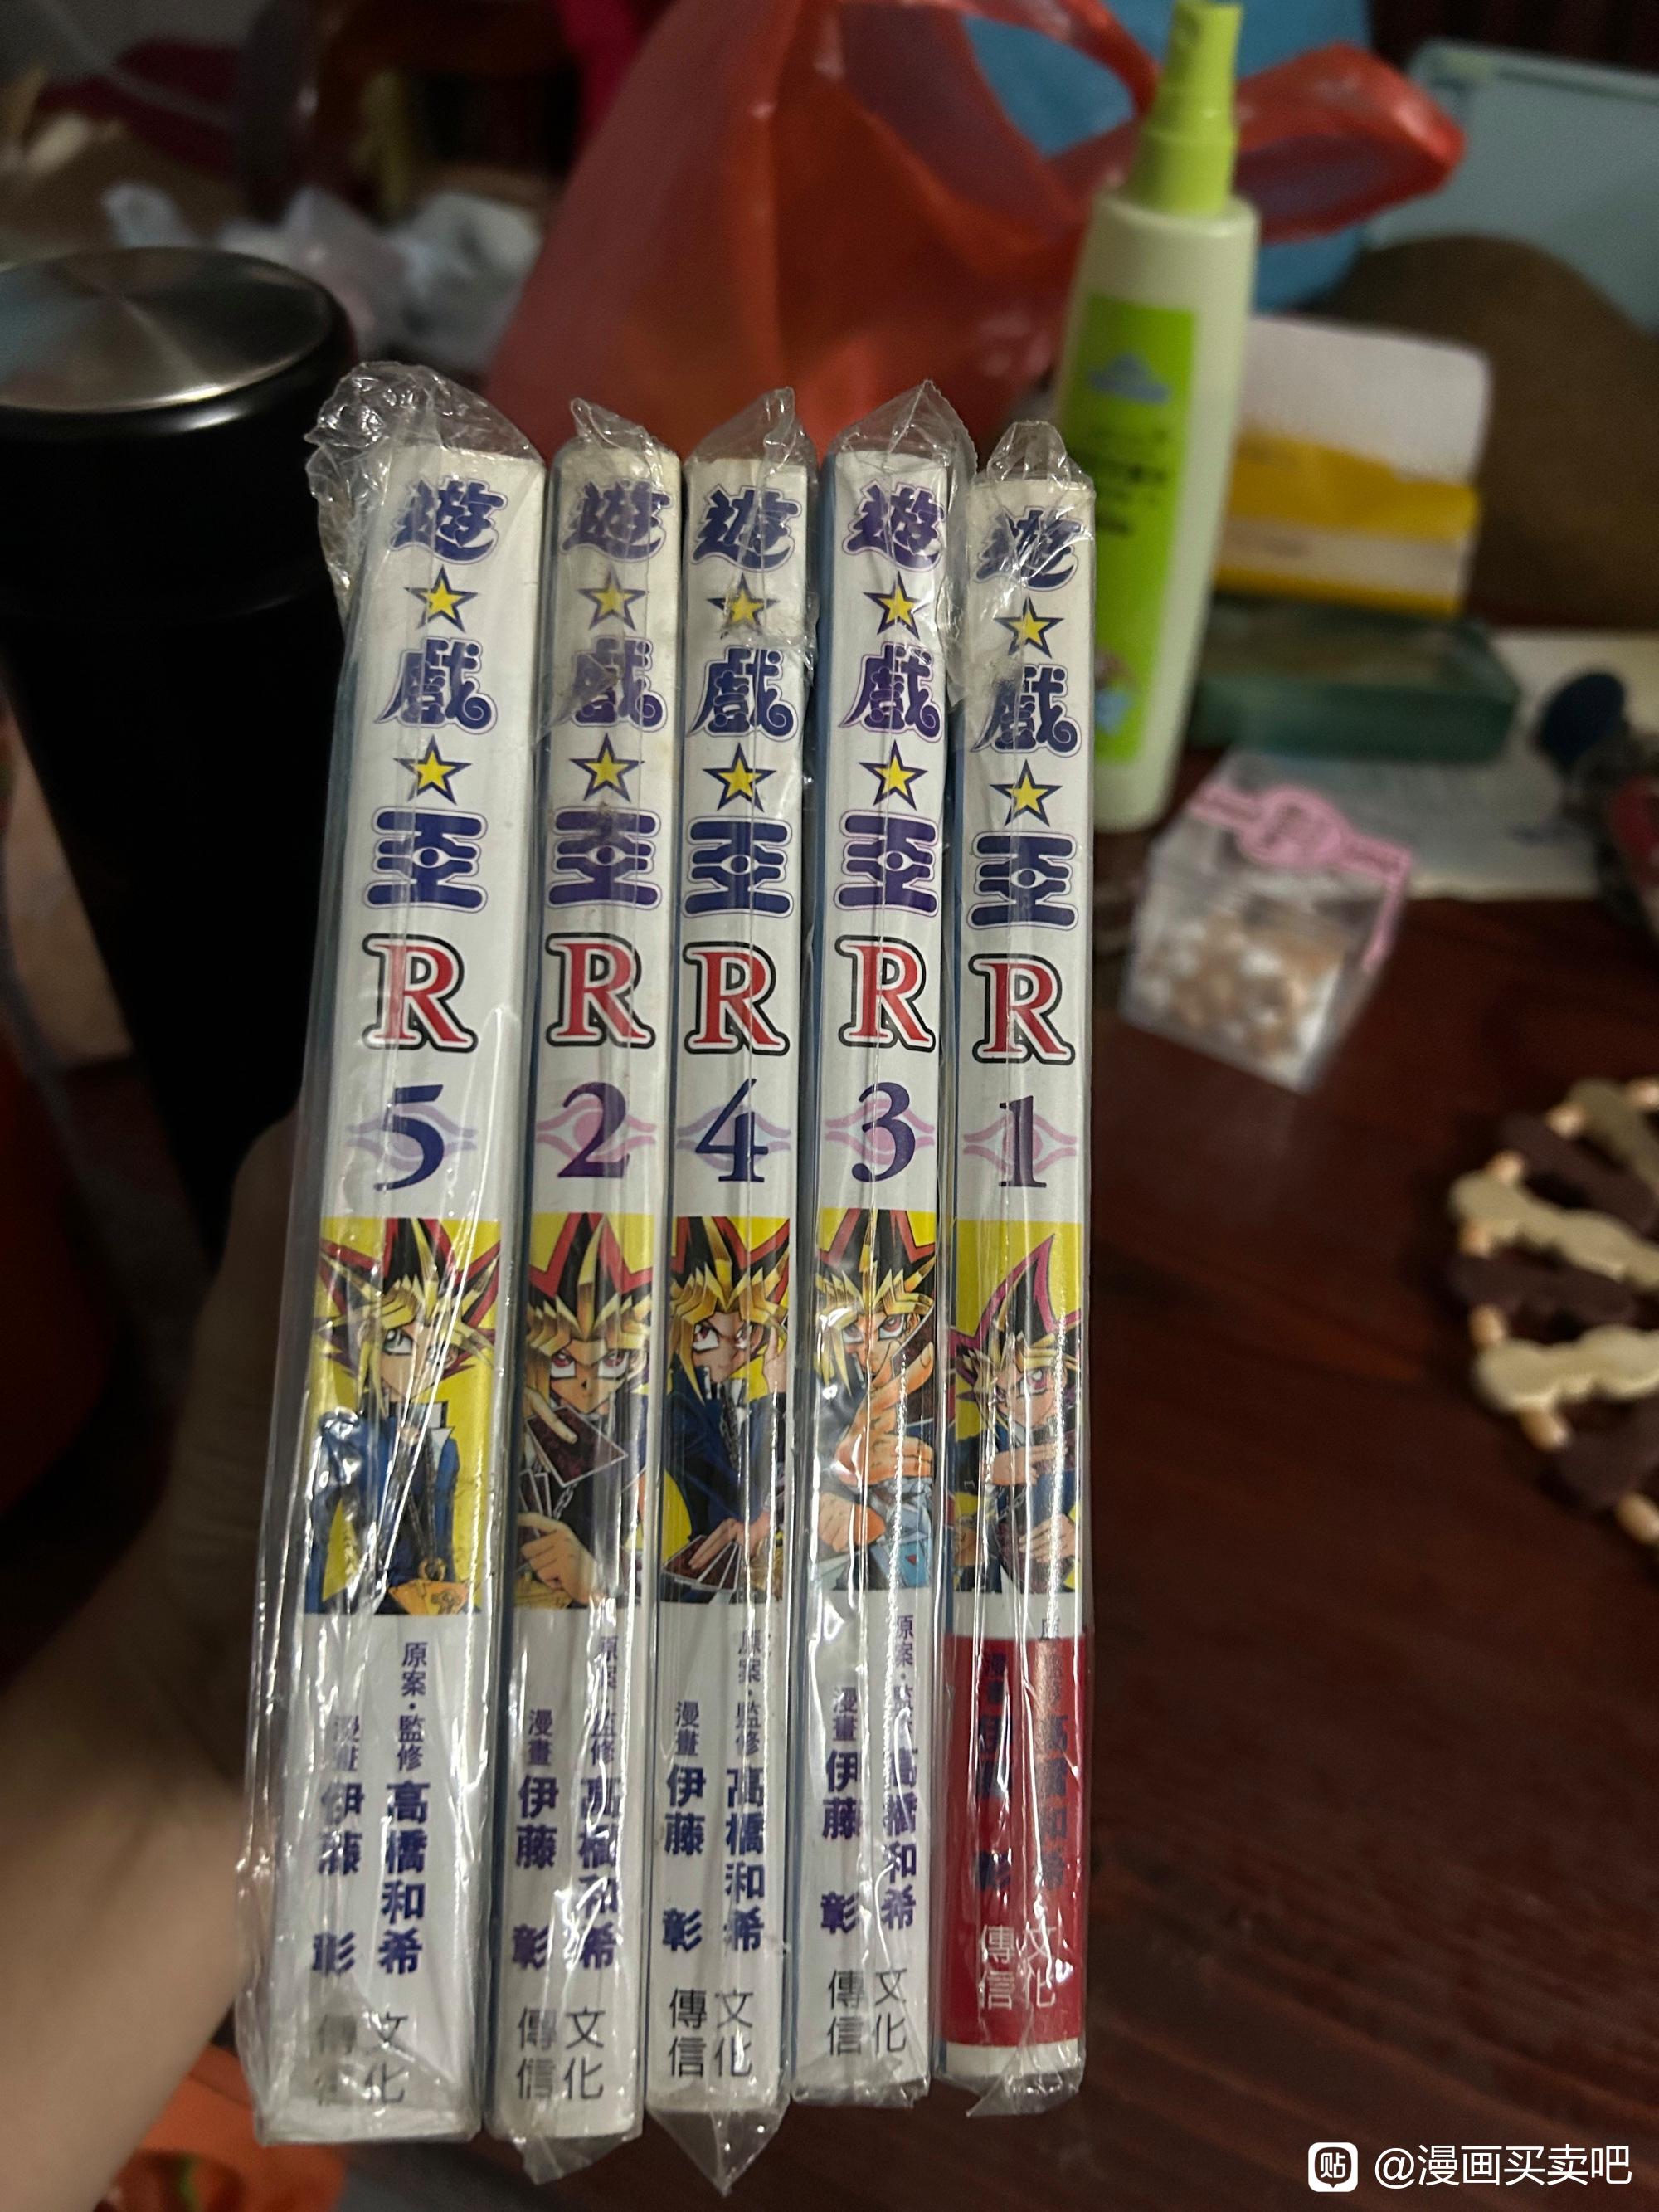 遊☆戲☆王
R
5
原案・監修 高橋和希
漫畫 伊藤 彰
文化傳信
遊☆戲☆王
R
2
原案・監修 高橋和希
漫畫 伊藤 彰
文化傳信
遊☆戲☆王
R
4
原案・監修 高橋和希
漫畫 伊藤 彰
文化傳信
遊☆戲☆王
R
3
原案・監修 高橋和希
漫畫 伊藤 彰
文化傳信
遊☆戲☆王
R
1
高橋和希
漫畫 伊藤 彰
文化傳信
贴 @漫画买卖吧